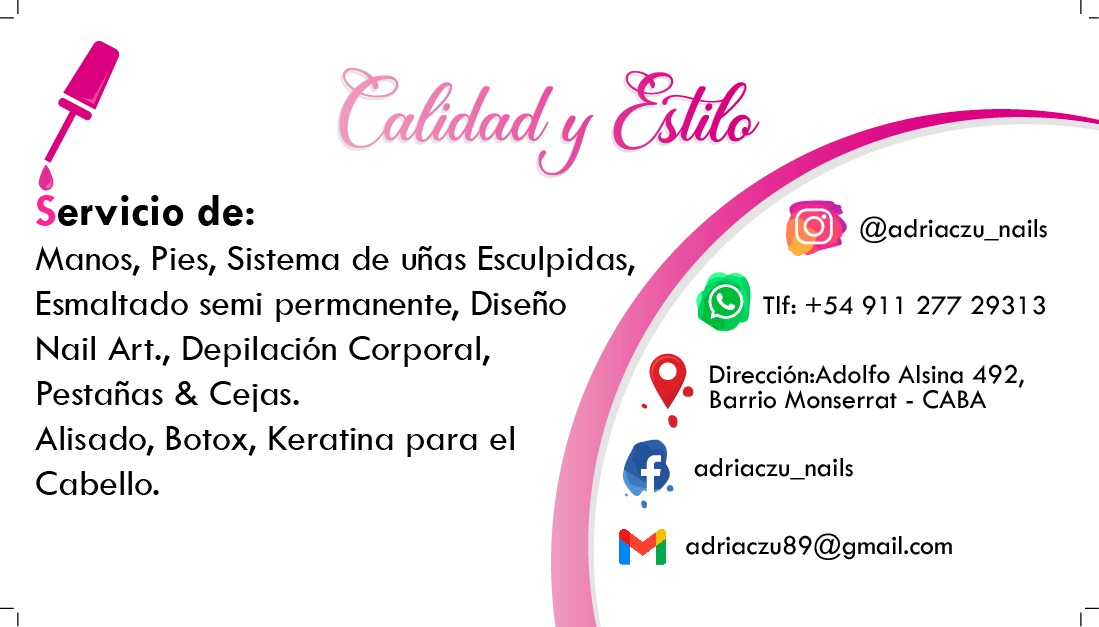 Calidad y Estilo
Servicio de:
Manos, Pies, Sistema de uñas Esculpidas,
Esmaltado semi permanente, Diseño
Nail Art., Depilación Corporal,
Pestañas & Cejas.
Alisado, Botox, Keratina para el
Cabello.
@adriaczu_nails
Tlf: +54 911 277 29313
Dirección:Adolfo Alsina 492,
Barrio Monserrat - CABA
adriaczu_nails
adriaczu89@gmail.com